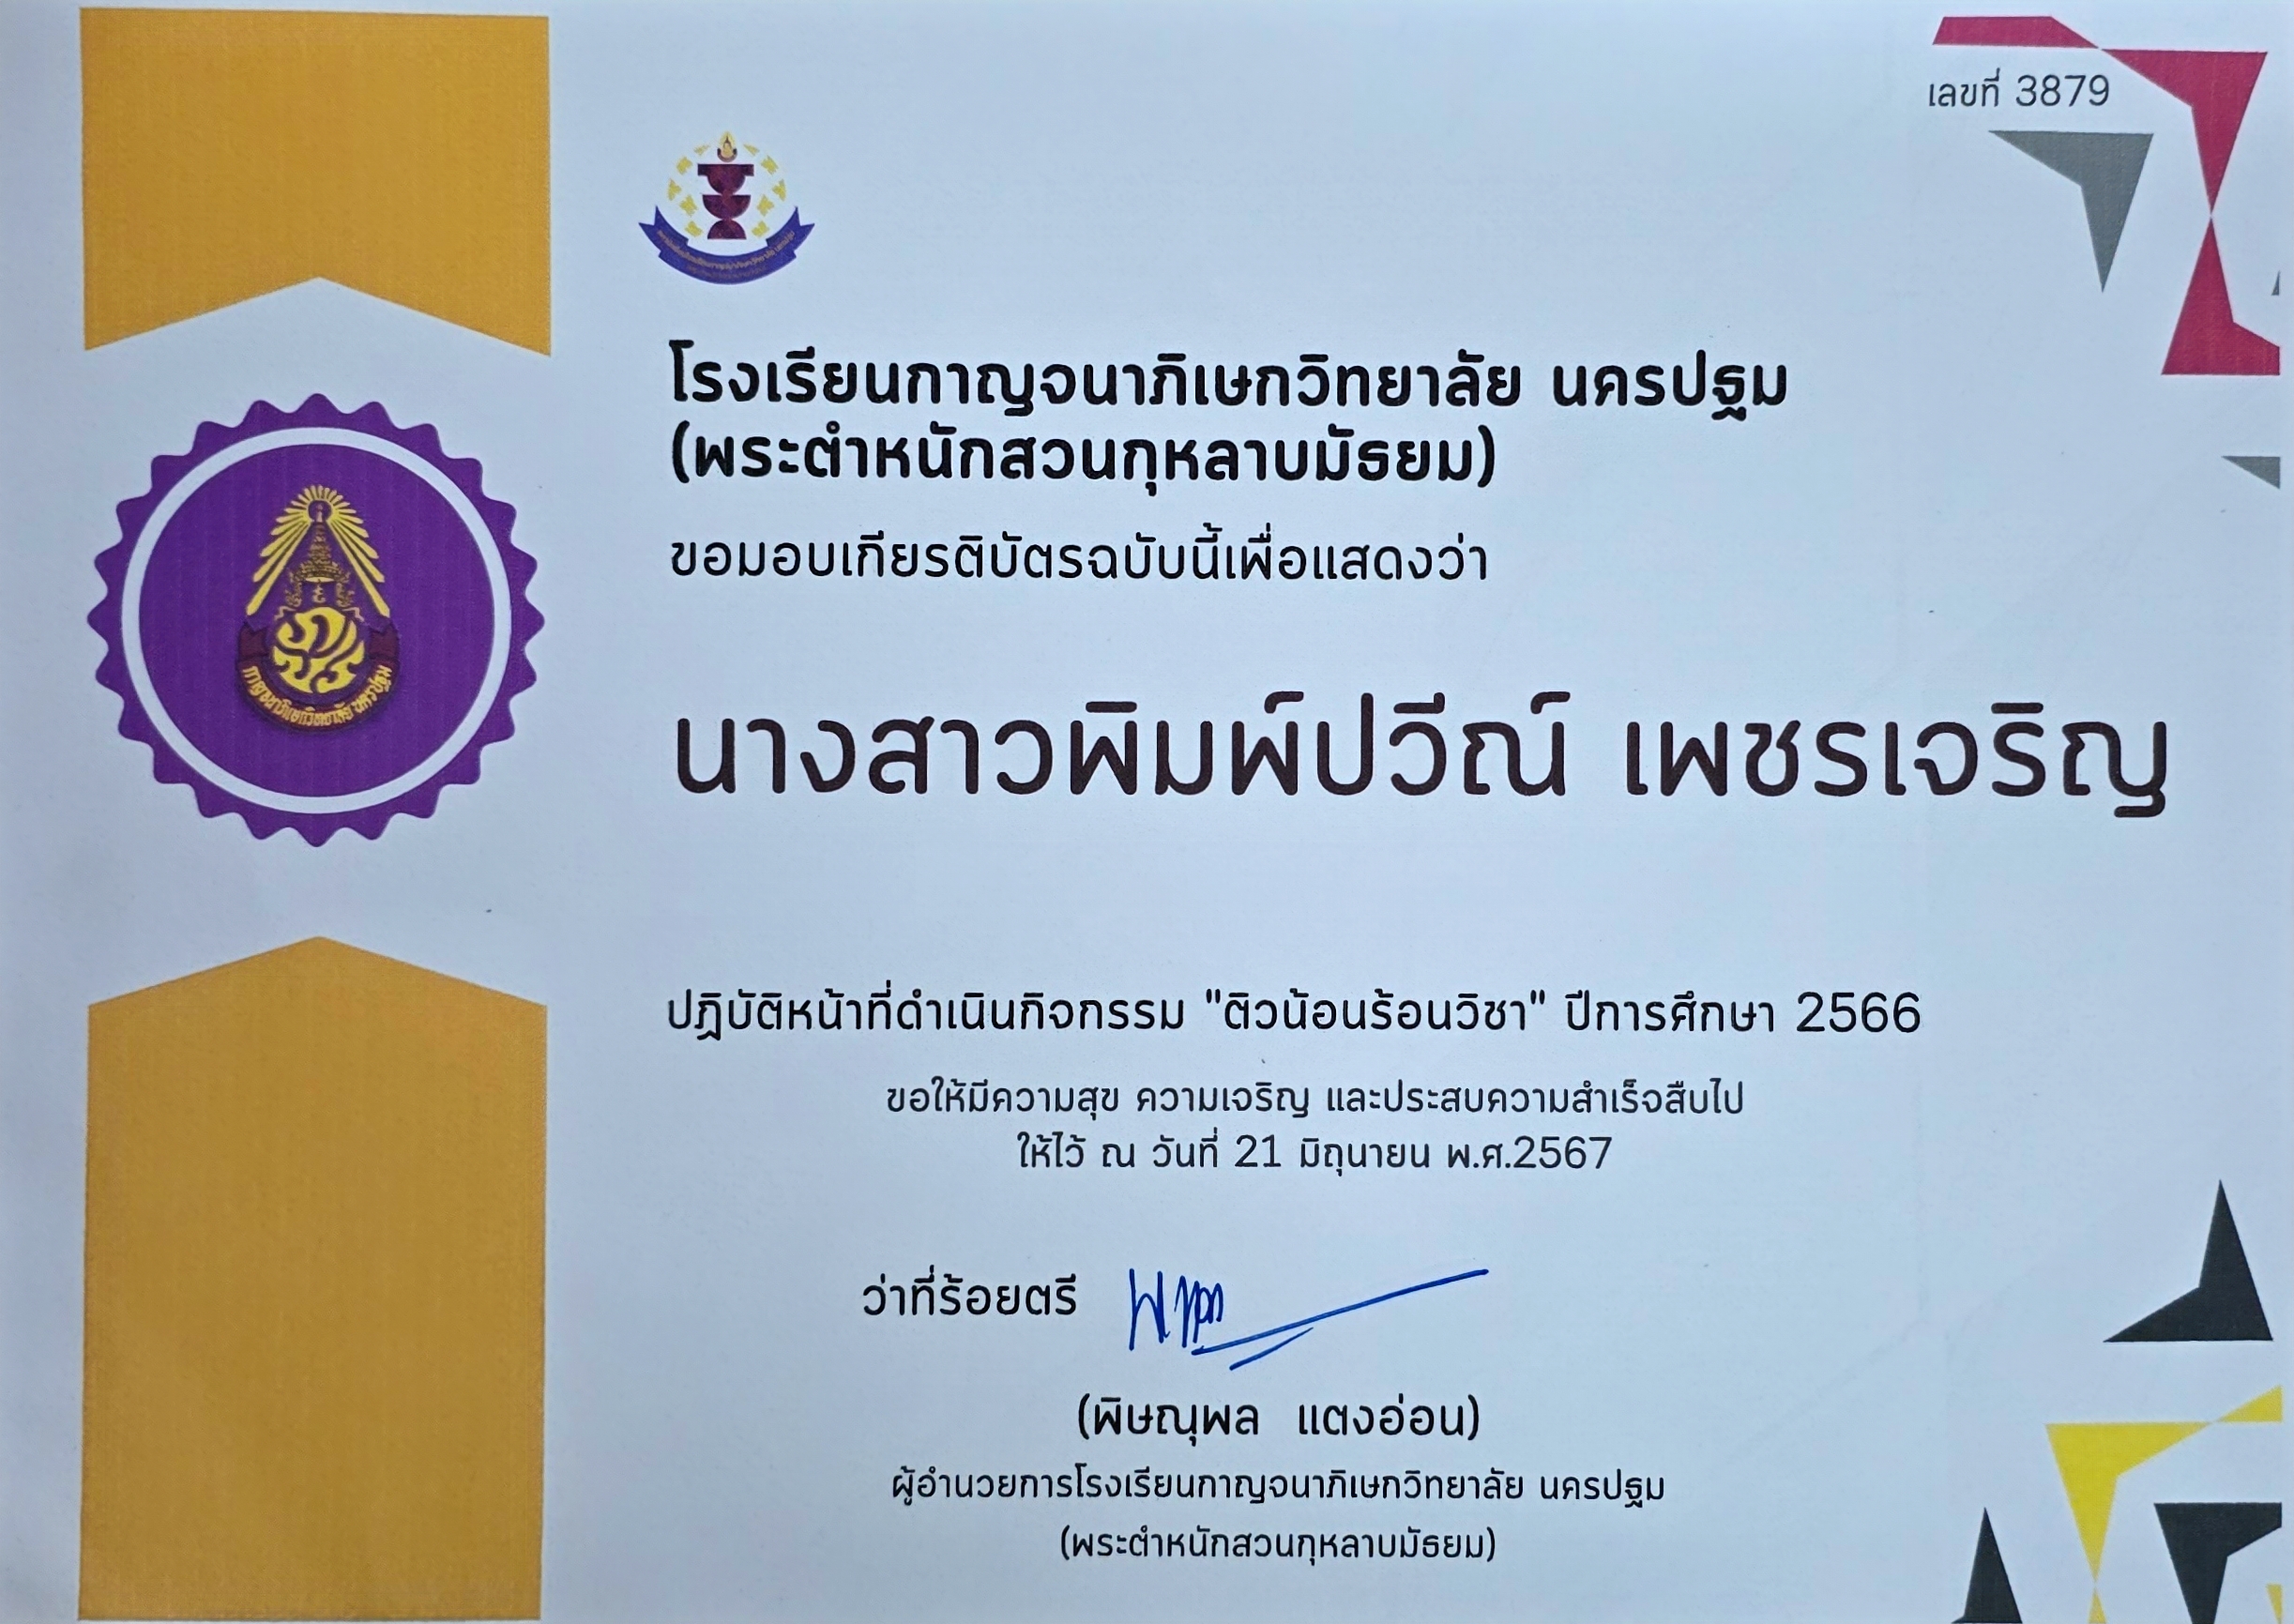 เลขที่ 3879
โรงเรียนกาญจนาภิเษกวิทยาลัย นครปฐม
(พระตำหนักสวนกุหลาบมัธยม)
ขอมอบเกียรติบัตรฉบับนี้เพื่อแสดงว่า
กาญจนาภิเษกวิทยาลัย นครปฐม
นางสาวพิมพ์ปวีณ์ เพชรเจริญ
ปฏิบัติหน้าที่ดำเนินกิจกรรม "ติวน้อนร้อนวิชา" ปีการศึกษา 2566
ขอให้มีความสุข ความเจริญ และประสบความสำเร็จสืบไป
ให้ไว้ ณ วันที่ 21 มิถุนายน พ.ศ.2567
ว่าที่ร้อยตรี
(พิษณุพล แตงอ่อน)
ผู้อำนวยการโรงเรียนกาญจนาภิเษกวิทยาลัย นครปฐม
(พระตำหนักสวนกุหลาบมัธยม)